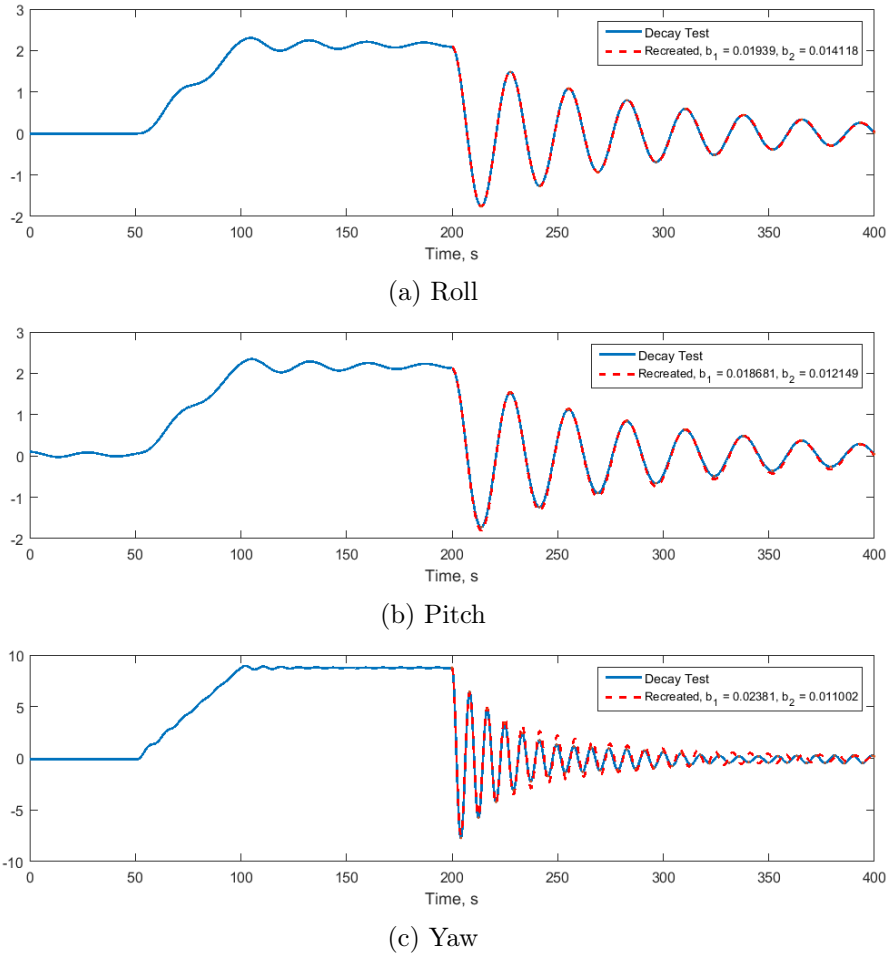 3
Decay Test
Recreated, b1 = 0.01939, b2 = 0.014118
2
1
0
-1
-2
0 50 100 150 200 250 300 350 400
Time, s
(a) Roll
3
Decay Test
Recreated, b1 = 0.018681, b2 = 0.012149
2
1
0
-1
-2
0 50 100 150 200 250 300 350 400
Time, s
(b) Pitch
10
Decay Test
Recreated, b1 = 0.02381, b2 = 0.011002
5
0
-5
-10
0 50 100 150 200 250 300 350 400
Time, s
(c) Yaw